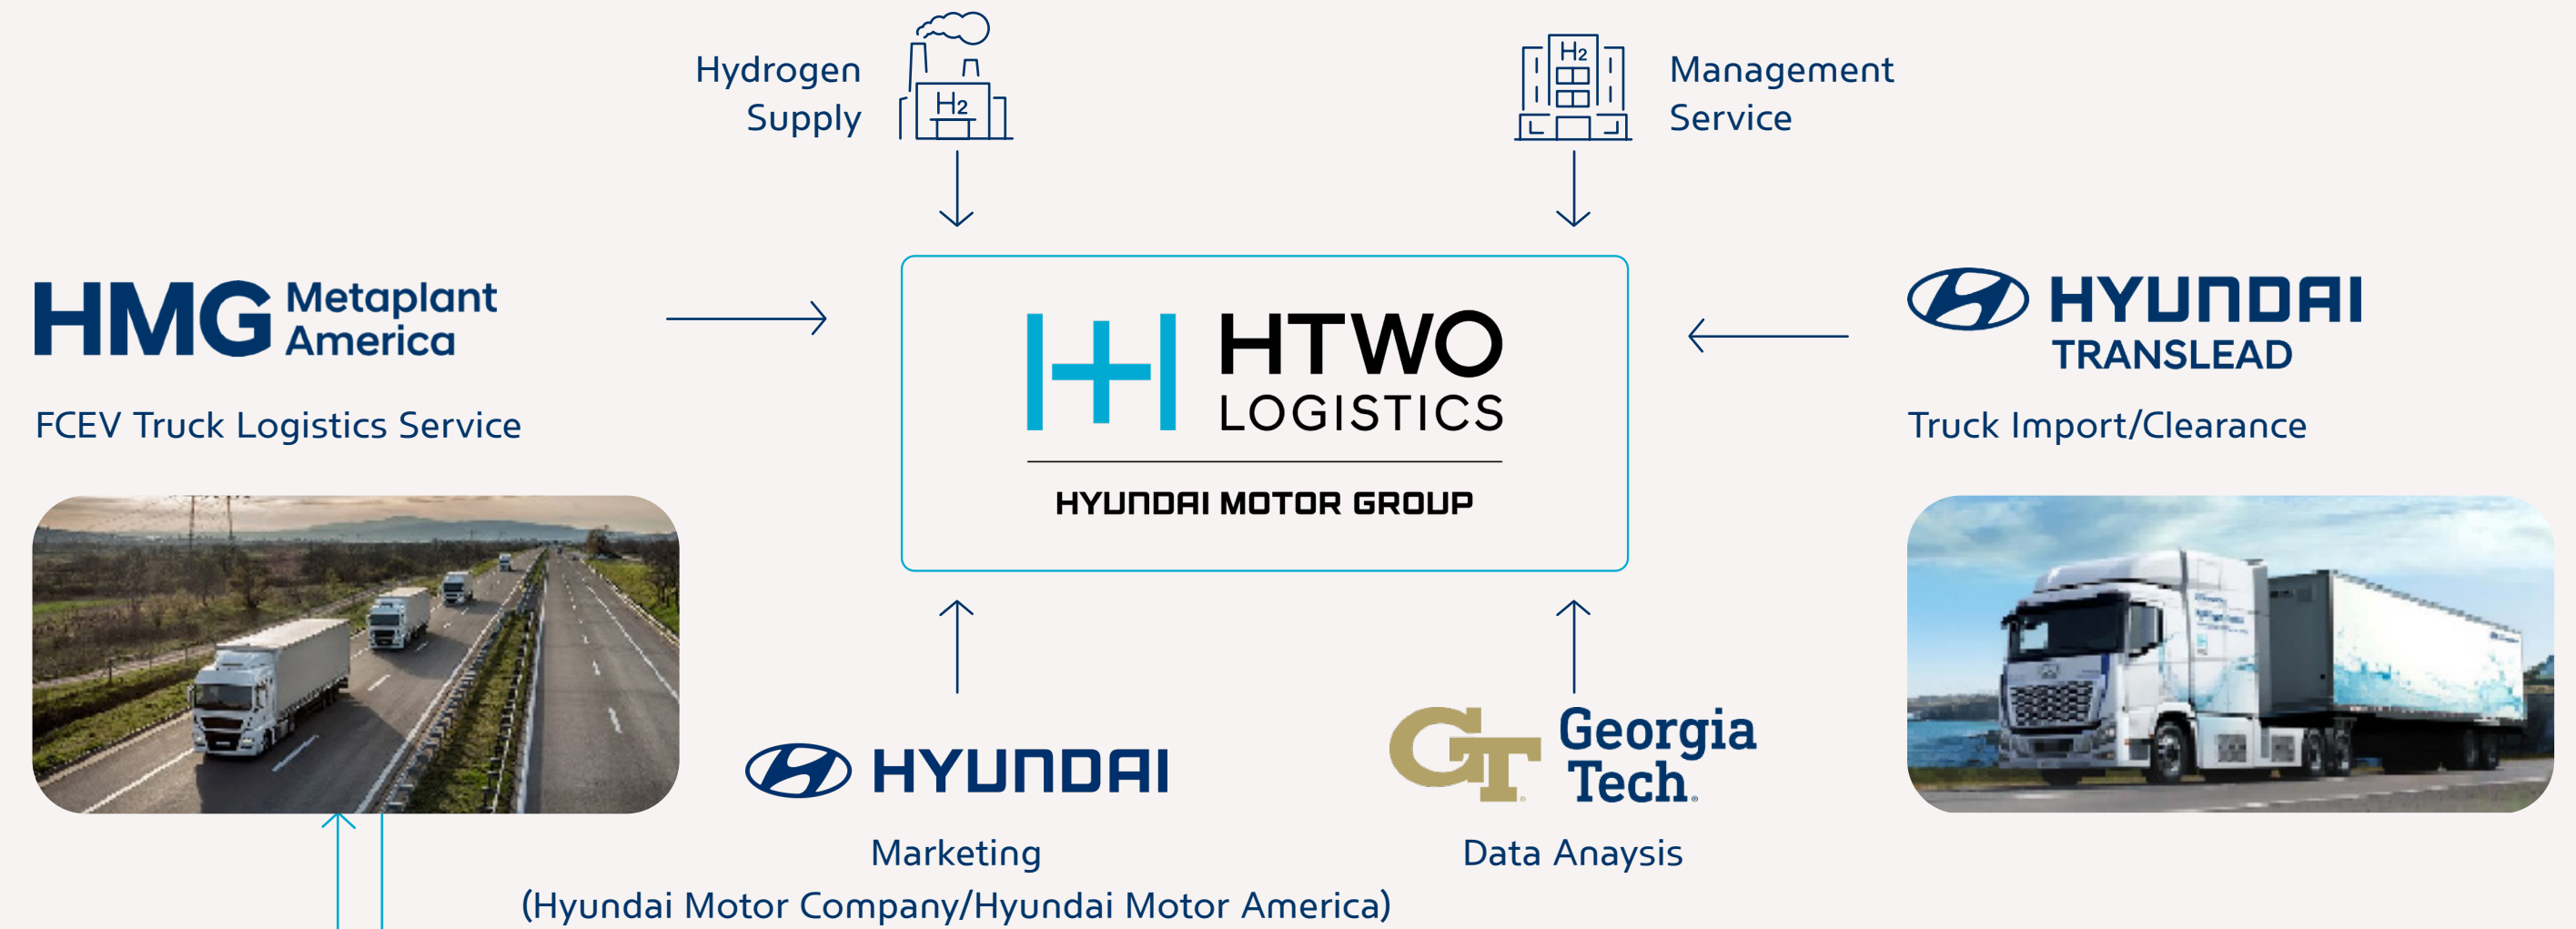 Hydrogen
Supply
H2
H2
Management
Service
HMG Metaplant
America
FCEV Truck Logistics Service
HTWO
LOGISTICS
HYUNDAI MOTOR GROUP
HYUNDAI
TRANSLEAD
Truck Import/Clearance
HYUNDAI
Marketing
(Hyundai Motor Company/Hyundai Motor America)
GT Georgia
Tech
Data Anaysis